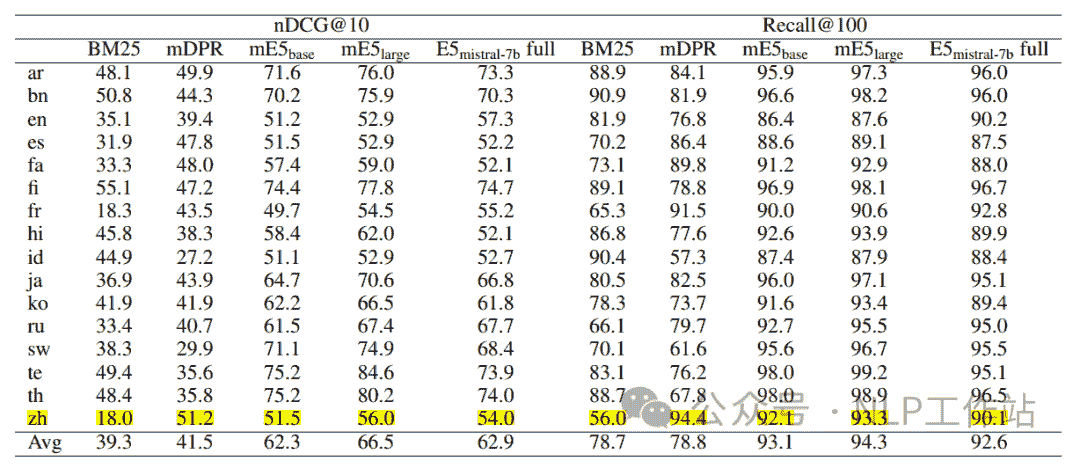 nDCG@10 Recall@100
BM25 mDPR mE5base mE5large E5mistral-7b full BM25 mDPR mE5base mE5large E5mistral-7b full
ar 48.1 49.9 71.6 76.0 73.3 88.9 84.1 95.9 97.3 96.0
bn 50.8 44.3 70.2 75.9 70.3 90.9 81.9 96.6 98.2 96.0
en 35.1 39.4 51.2 52.9 57.3 81.9 76.8 86.4 87.6 90.2
es 31.9 47.8 51.5 52.9 52.2 70.2 86.4 88.6 89.1 87.5
fa 33.3 48.0 57.4 59.0 52.1 73.1 89.8 91.2 92.9 88.0
fi 55.1 47.2 74.4 77.8 74.7 89.1 78.8 96.9 98.1 96.7
fr 18.3 43.5 49.7 54.5 55.2 65.3 91.5 90.0 90.6 92.8
hi 45.8 38.3 58.4 62.0 52.1 86.8 77.6 92.6 93.9 89.9
id 44.9 27.2 51.1 52.9 52.7 90.4 57.3 87.4 87.9 88.4
ja 36.9 43.9 64.7 70.6 66.8 80.5 82.5 96.0 97.1 95.1
ko 41.9 41.9 62.2 66.5 61.8 78.3 73.7 91.6 93.4 89.4
ru 33.4 40.7 61.5 67.4 67.7 66.1 79.7 92.7 95.5 95.0
sw 38.3 29.9 71.1 74.9 68.4 70.1 61.6 95.6 96.7 95.5
te 49.4 35.6 75.2 84.6 73.9 83.1 76.2 98.0 99.2 95.1
th 48.4 35.8 75.2 80.2 74.0 88.7 67.8 98.0 98.9 96.5
zh 18.0 51.2 51.5 56.0 54.0 56.0 94.4 92.1 93.3 90.1
Avg 39.3 41.5 62.3 66.5 62.9 78.7 78.8 93.1 94.3 92.6
公众号·NLP工作站